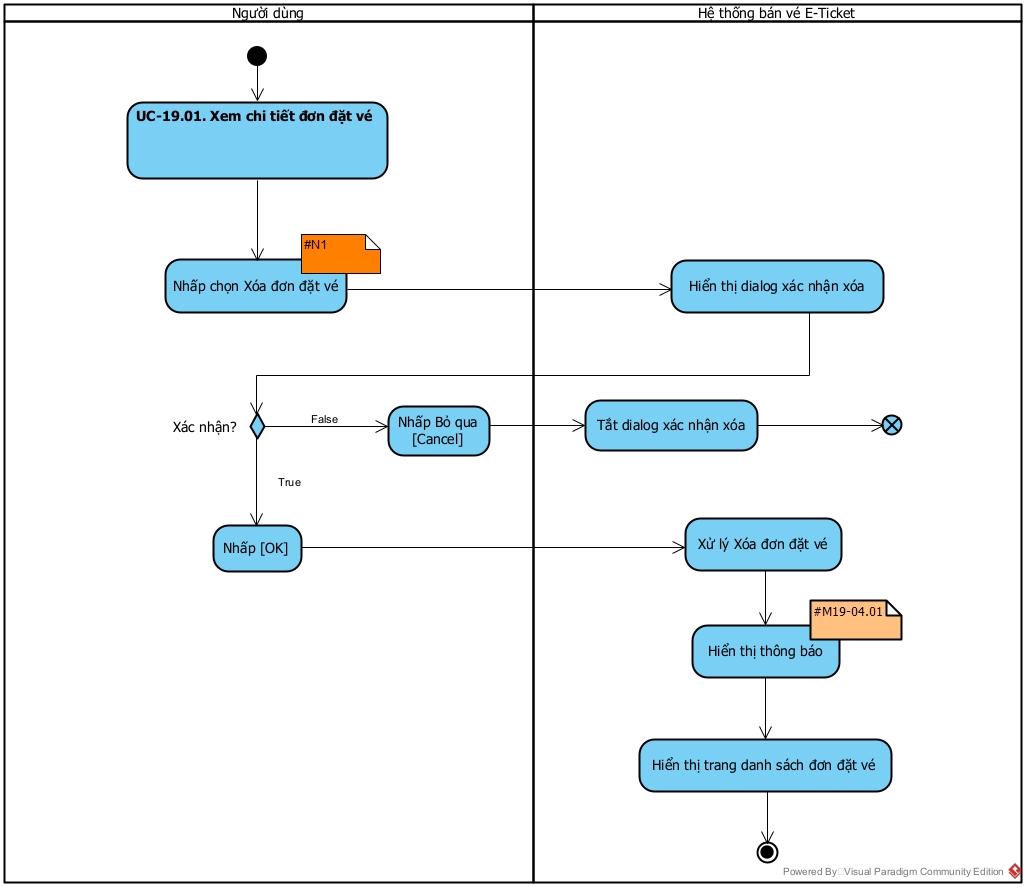 Người dùng
Hệ thống bán vé E-Ticket
UC-19.01. Xem chi tiết đơn đặt vé
#N1
Nhấp chọn Xóa đơn đặt vé
Hiển thị dialog xác nhận xóa
Xác nhận?
False
Nhấp Bỏ qua
[Cancel]
Tắt dialog xác nhận xóa
True
Nhấp [OK]
Xử lý Xóa đơn đặt vé
#M19-04.01
Hiển thị thông báo
Hiển thị trang danh sách đơn đặt vé
Powered By Visual Paradigm Community Edition